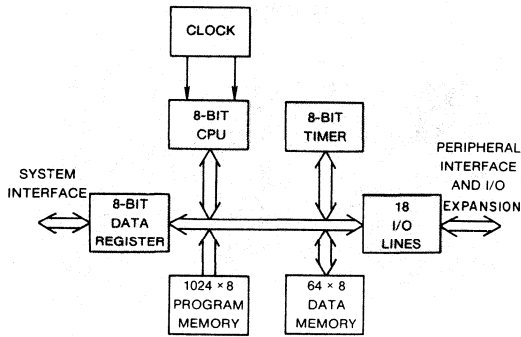 CLOCK
8-BIT
CPU
8-BIT
TIMER
SYSTEM
INTERFACE
8-BIT
DATA
REGISTER
18
I/O
LINES
PERIPHERAL
INTERFACE
AND I/O
EXPANSION
1024 × 8
PROGRAM
MEMORY
64 × 8
DATA
MEMORY